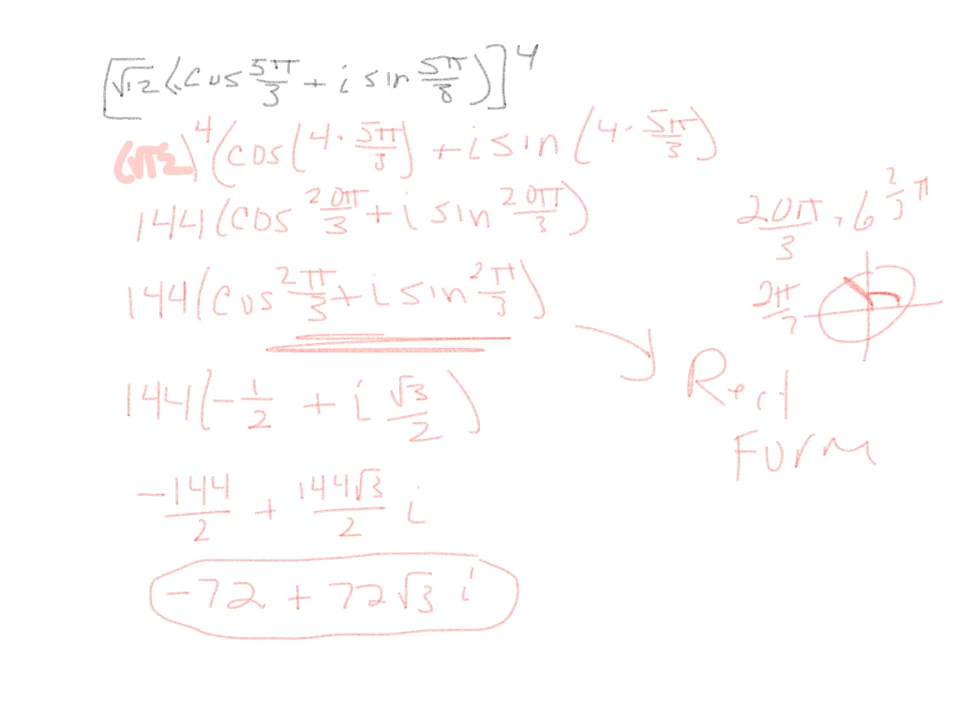 [√12 (cos 5π/3 + i sin 5π/3)]^4
(√12)^4 (cos(4 · 5π/3) + i sin (4 · 5π/3)
144 (cos 20π/3 + i sin 20π/3)
20π/3 = 6 2/3 π
144 (cos 2π/3 + i sin 2π/3)
2π/3
Rect
Form
144 (-1/2 + i √3/2)
-144/2 + 144√3/2 i
-72 + 72√3 i